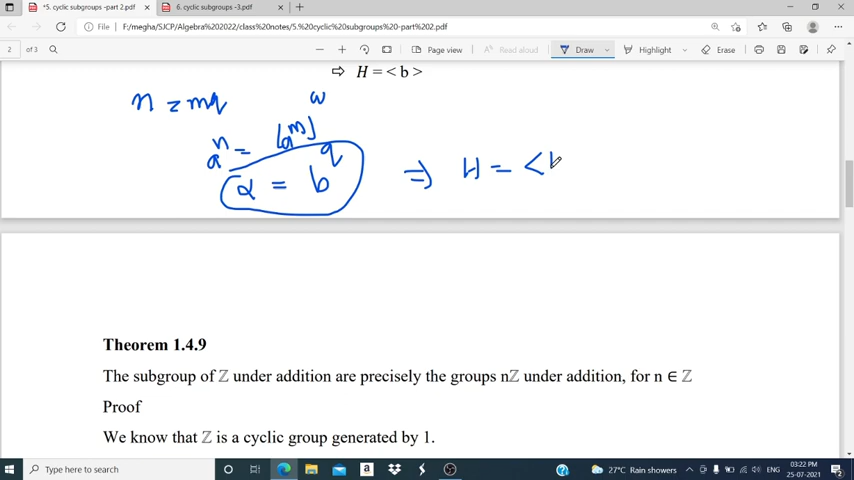 *5. cyclic subgroups -part 2.pdf
6. cyclic subgroups -3.pdf
File
F:/megha/SJCP/Algebra%202022/class%20notes/5.%20cyclic%20subgroups%20-part%202.pdf
2 of 3
Page view
Read aloud
Draw
Highlight
Erase
⇨ H = < b >
n = mq
aⁿ = (aᵐ)^q
α = b^q ⇒ H = <b
Theorem 1.4.9
The subgroup of ℤ under addition are precisely the groups nℤ under addition, for n ∈ ℤ
Proof
We know that ℤ is a cyclic group generated by 1.
Type here to search
27°C Rain showers
ENG
03:22 PM
25-07-2021